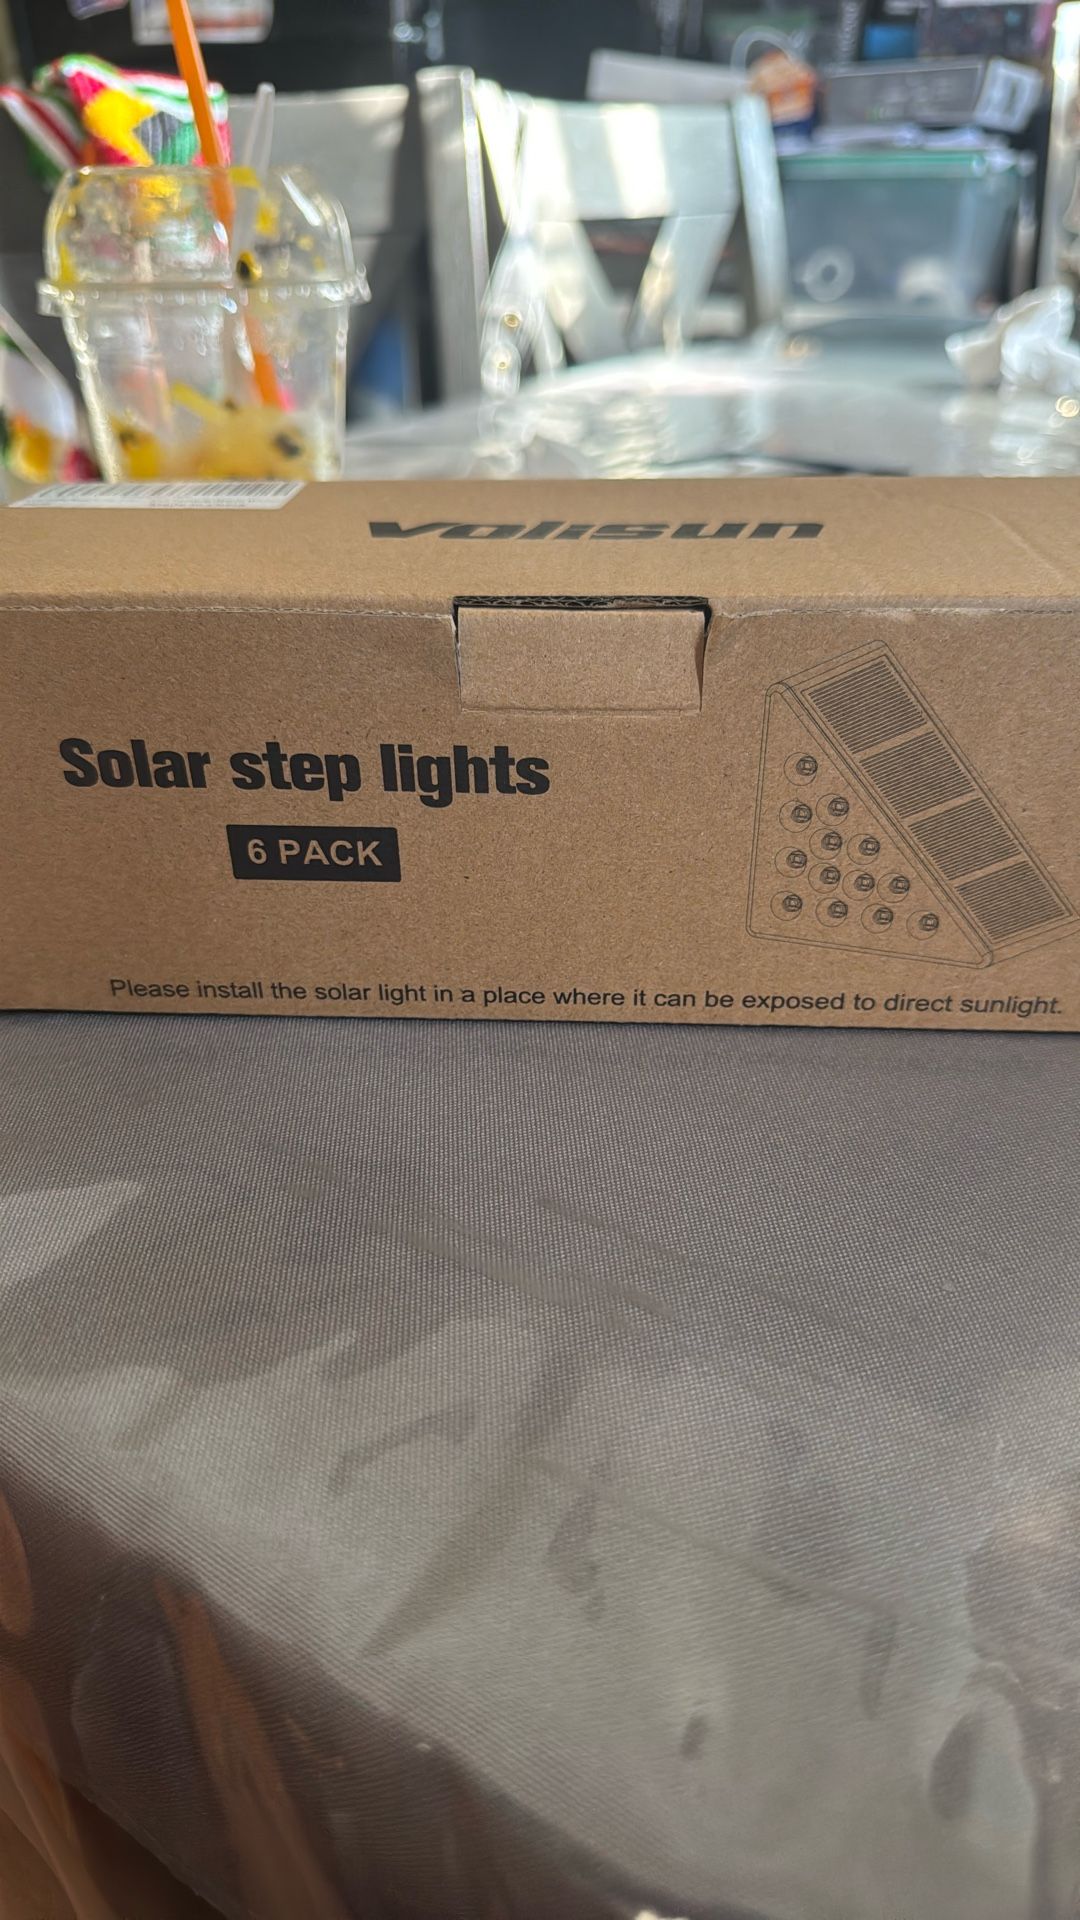 volisun
Solar step lights
6 PACK
Please install the solar light in a place where it can be exposed to direct sunlight.